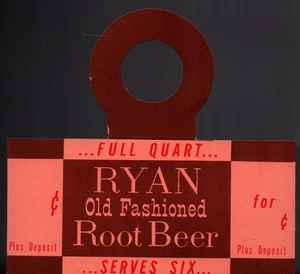 ...FULL QUART...
RYAN
Old Fashioned
Root Beer
...SERVES SIX...
¢
Plus Deposit
for
¢
Plus Deposit